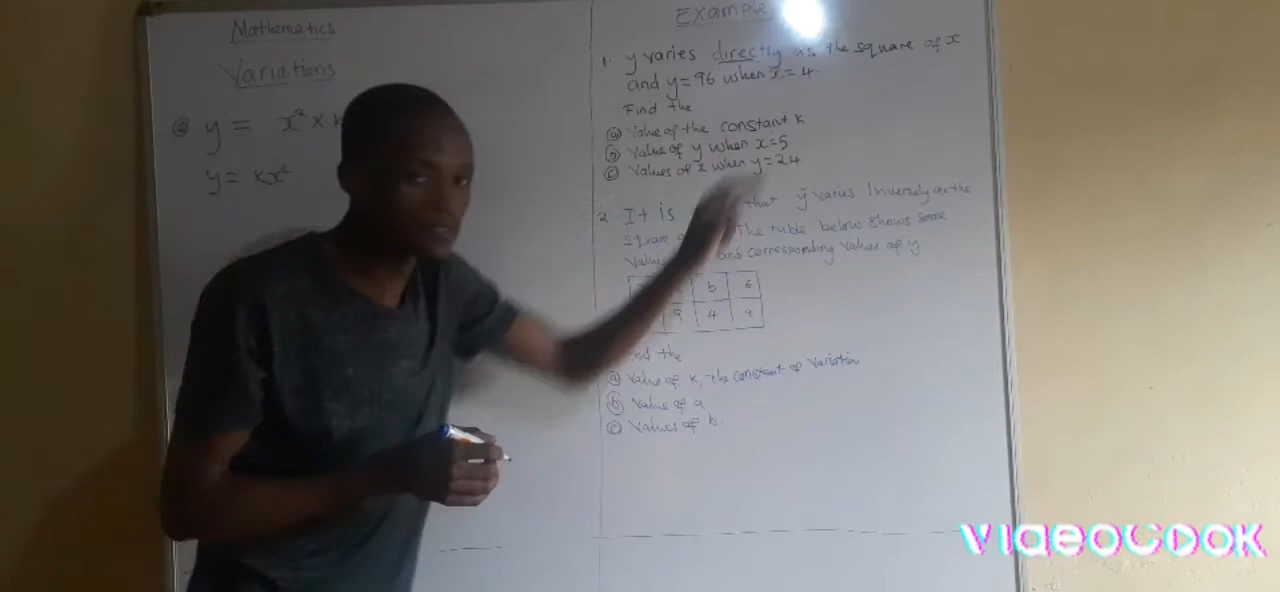 Mathematics
Variations
@ y = x² x k
y = kx²
Example
1. y varies directly as the square of x
and y=96 when x=4.
Find the
(a) Value of the constant k
(b) Value of y when x=5
(c) Values of x when y=24
2. It is that y varies Inversely as the
square The table below shows some
Values and corresponding values of y
b 6
9 4 a
the
(a) Value of k, the constant of variation
(b) Value of a
(c) Values of b.
VIDEOCOOK